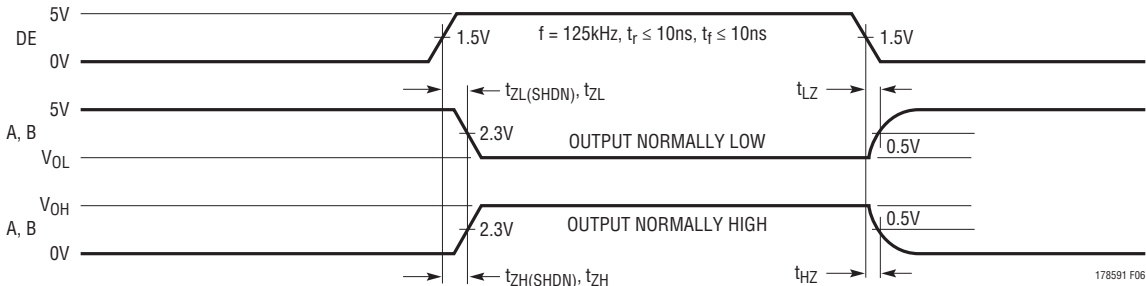 5V
DE
0V
1.5V
f = 125kHz, tr ≤ 10ns, tf ≤ 10ns
1.5V
tZL(SHDN), tZL
tLZ
5V
A, B
VOL
2.3V
OUTPUT NORMALLY LOW
0.5V
VOH
A, B
0V
2.3V
OUTPUT NORMALLY HIGH
0.5V
tZH(SHDN), tZH
tHZ
178591 F06